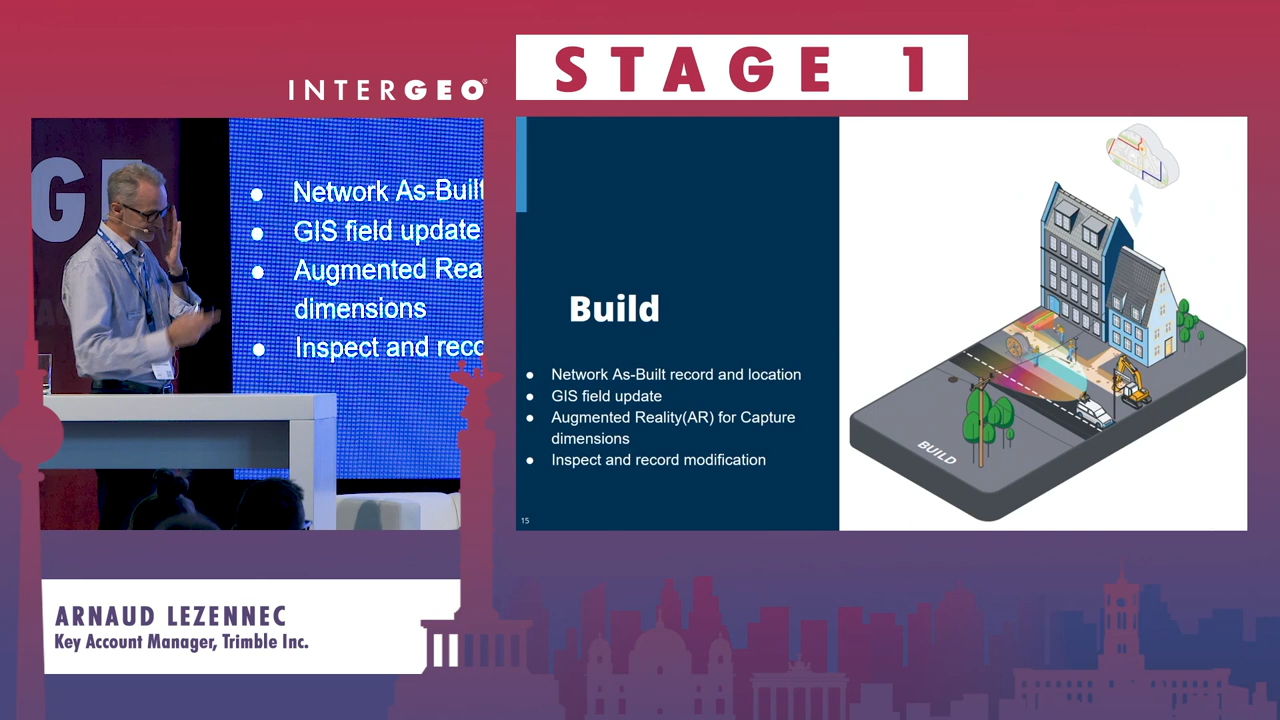 STAGE 1
INTERGEO®
Network As-Built
GIS field update
Augmented Rea
dimensions
Inspect and reco
Build
• Network As-Built record and location
• GIS field update
• Augmented Reality(AR) for Capture
dimensions
• Inspect and record modification
15
BUILD
ARNAUD LEZENNEC
Key Account Manager, Trimble Inc.